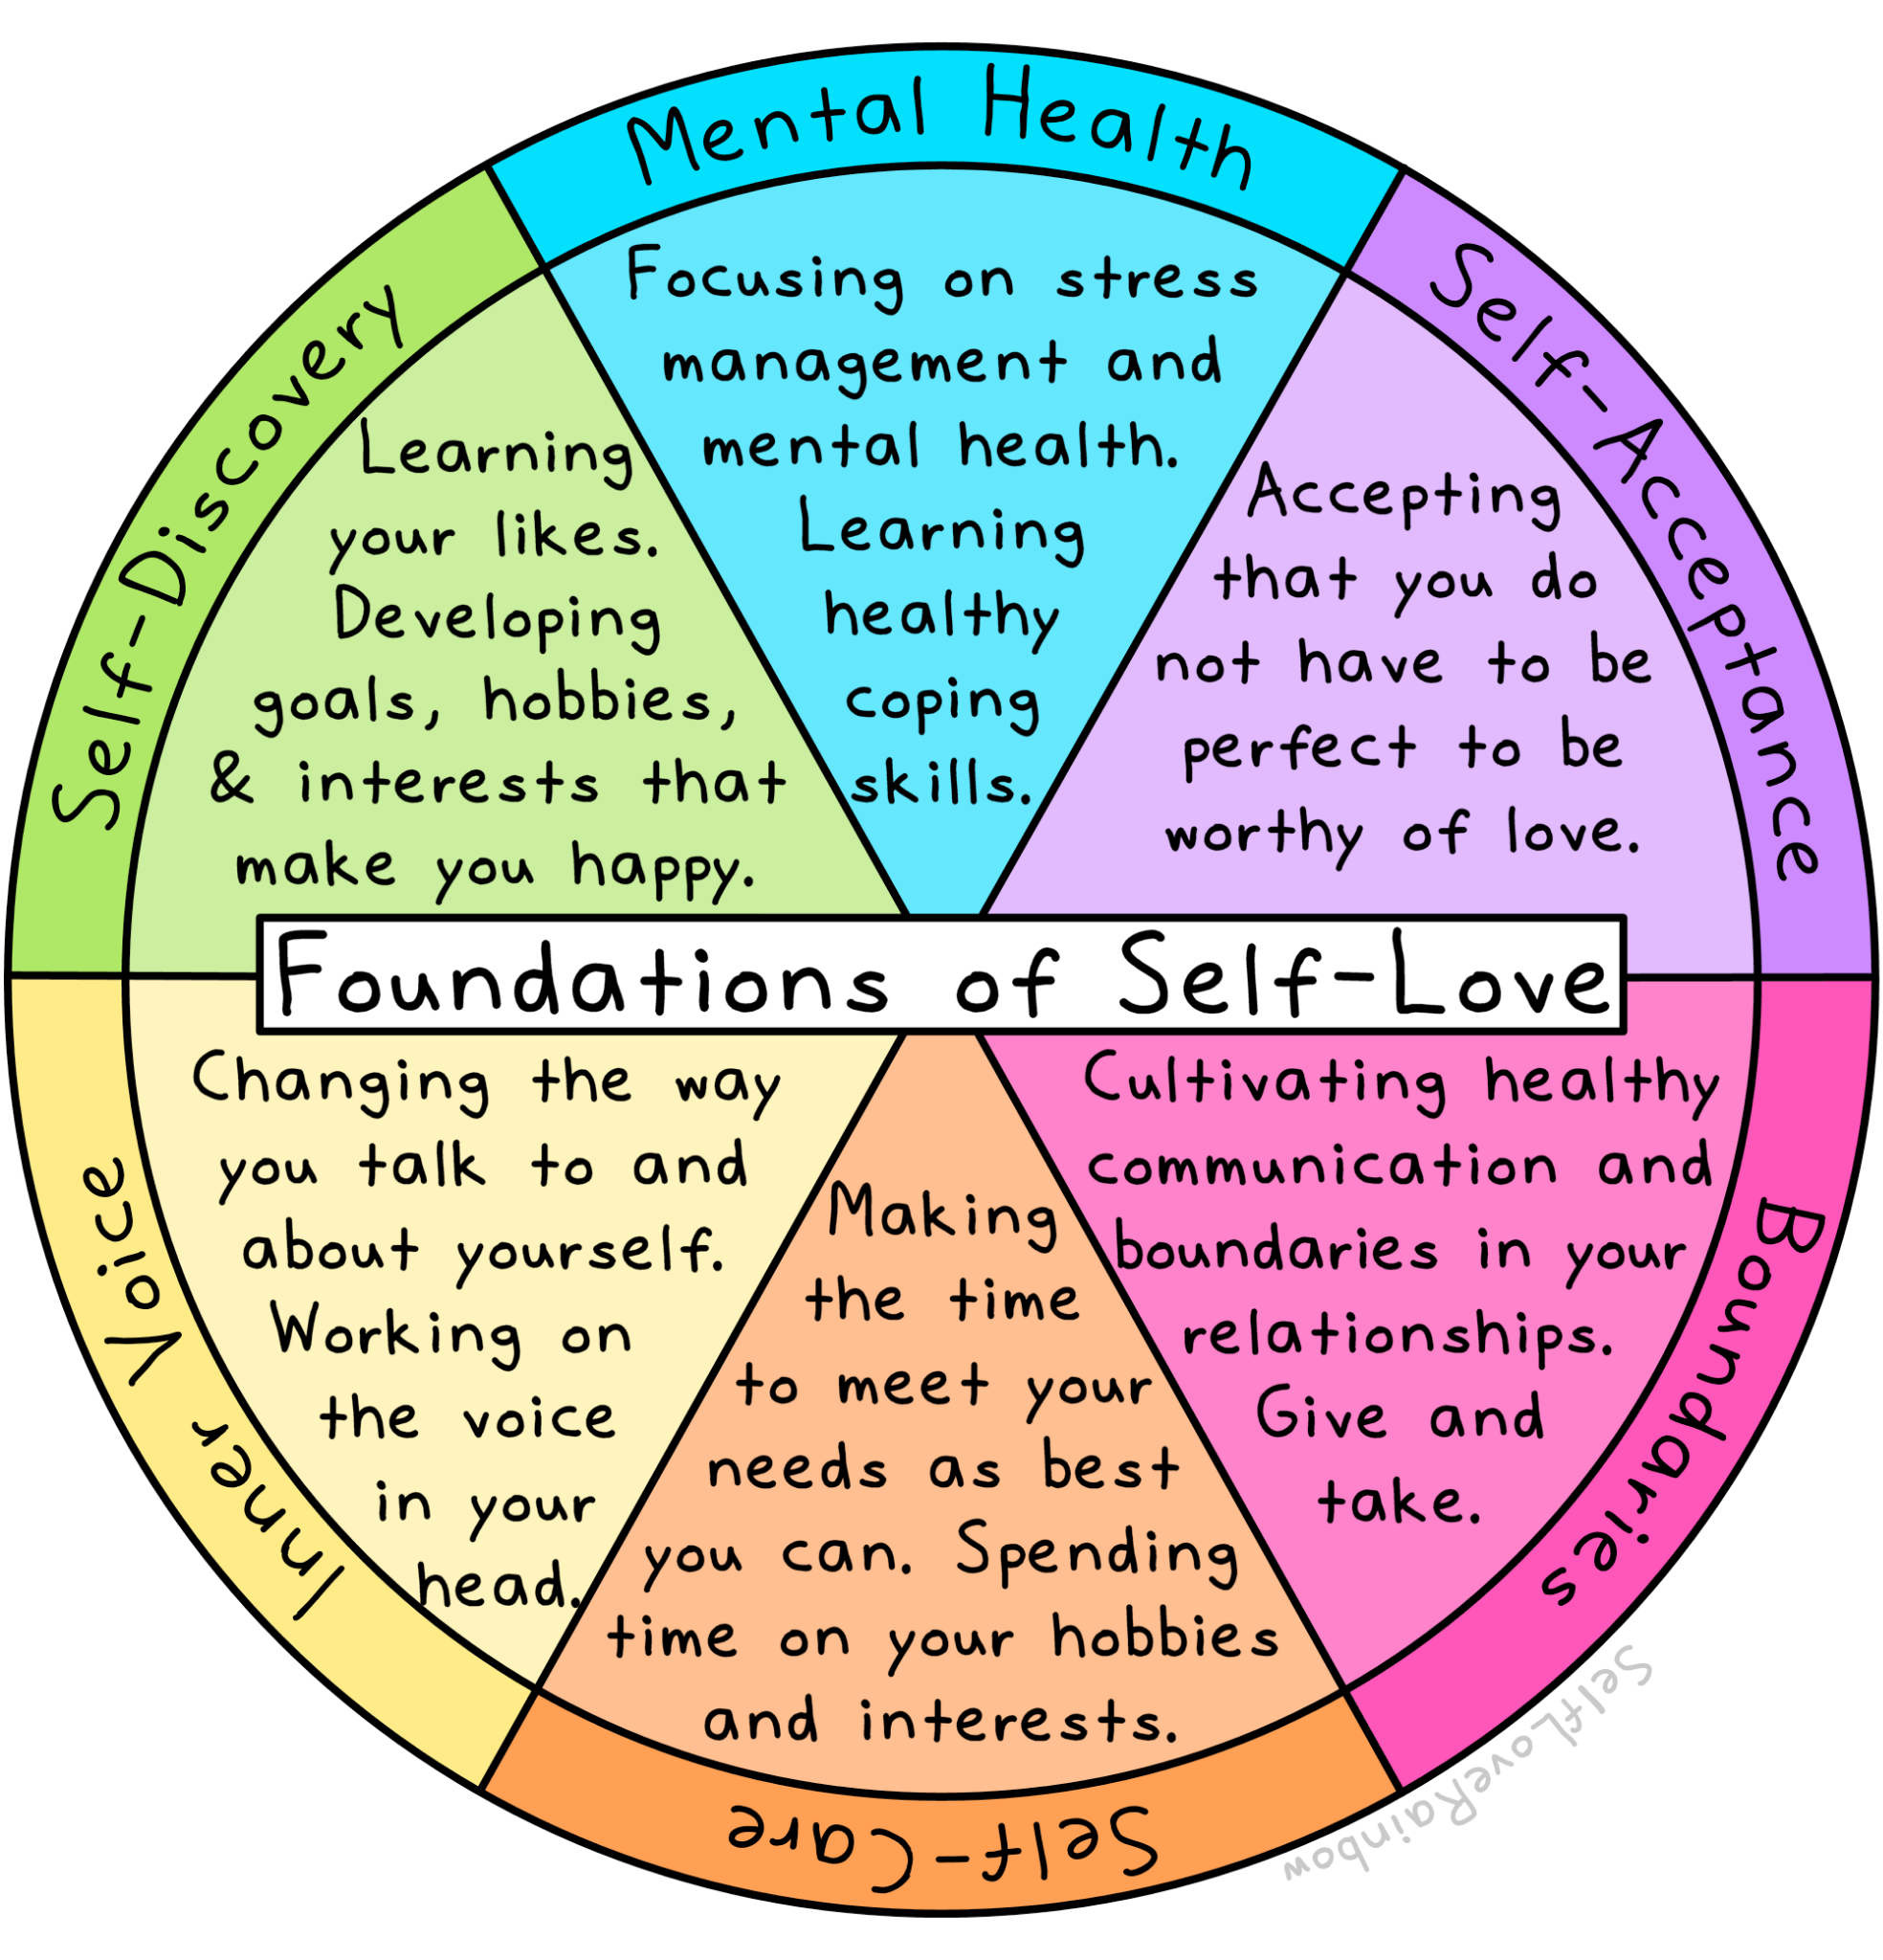 Mental Health
Focusing on stress
management and
mental health.
Learning
healthy
coping
skills.
Self-Acceptance
Accepting
that you do
not have to be
perfect to be
worthy of love.
Boundaries
Cultivating healthy
communication and
boundaries in your
relationships.
Give and
take.
Self-Care
Making
the time
to meet your
needs as best
you can. Spending
time on your hobbies
and interests.
Inner Voice
Changing the way
you talk to and
about yourself.
Working on
the voice
in your
head.
Self-Discovery
Learning
your likes.
Developing
goals, hobbies,
& interests that
make you happy.
Foundations of Self-Love
SelfLoveRainbow